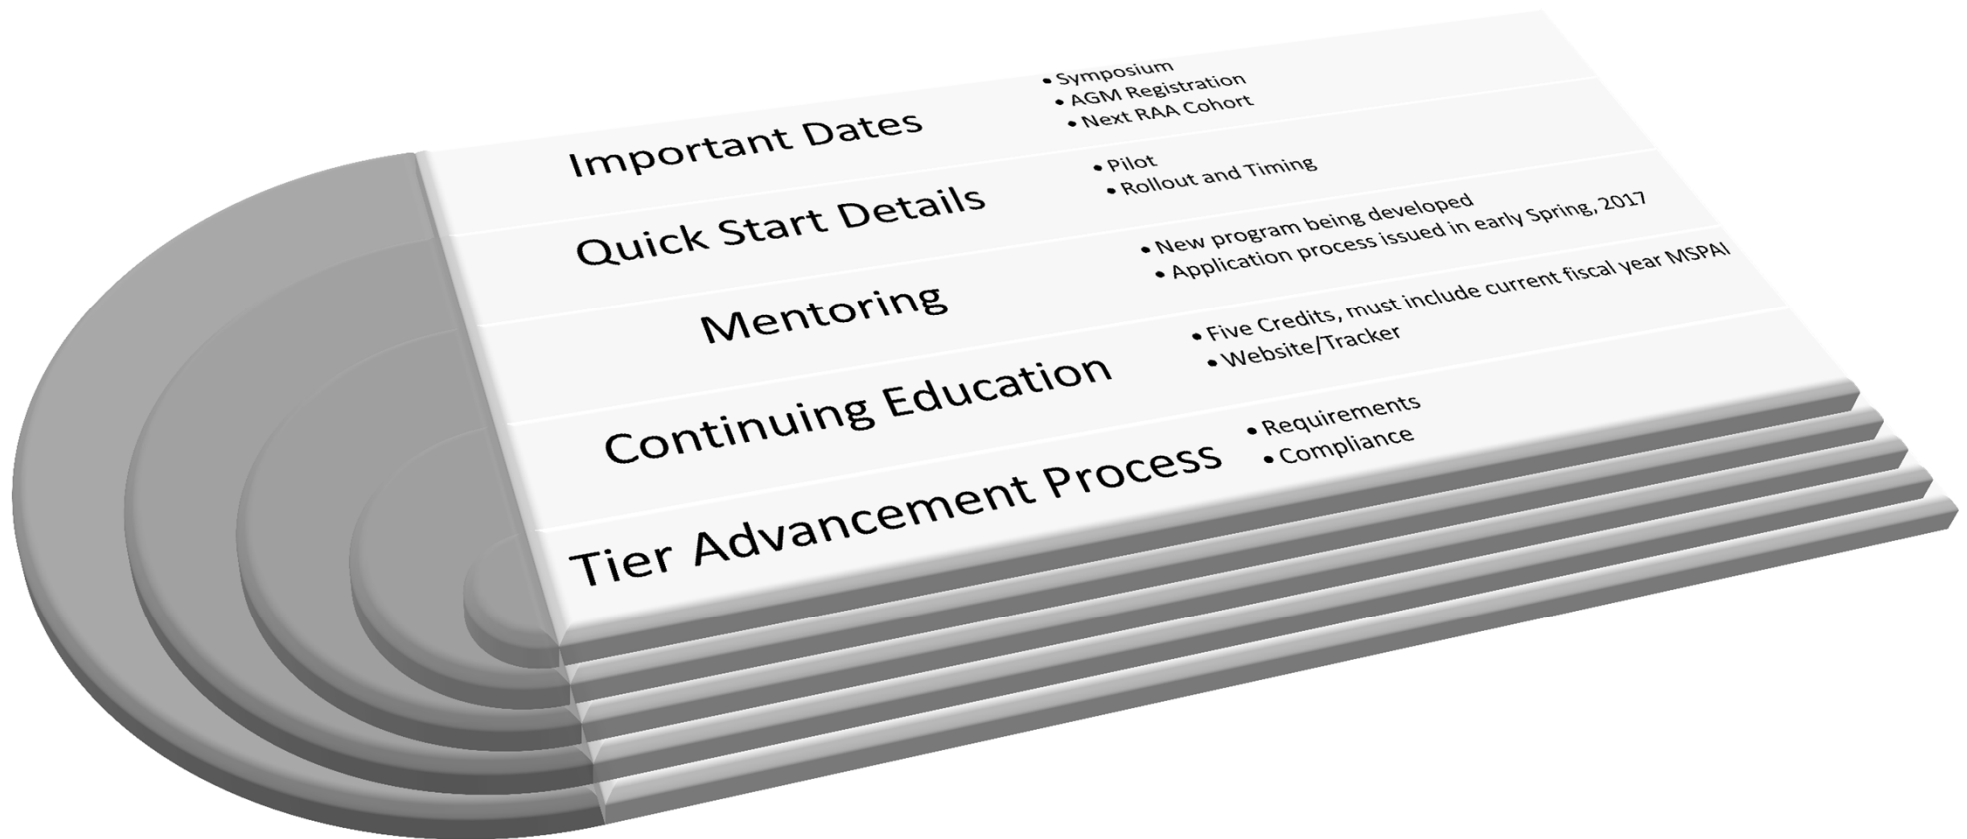 Important Dates
• Symposium
• AGM Registration
• Next RAA Cohort
Quick Start Details
• Pilot
• Rollout and Timing
Mentoring
• New program being developed
• Application process issued in early Spring, 2017
Continuing Education
• Five Credits, must include current fiscal year MSPAI
• Website/Tracker
Tier Advancement Process
• Requirements
• Compliance